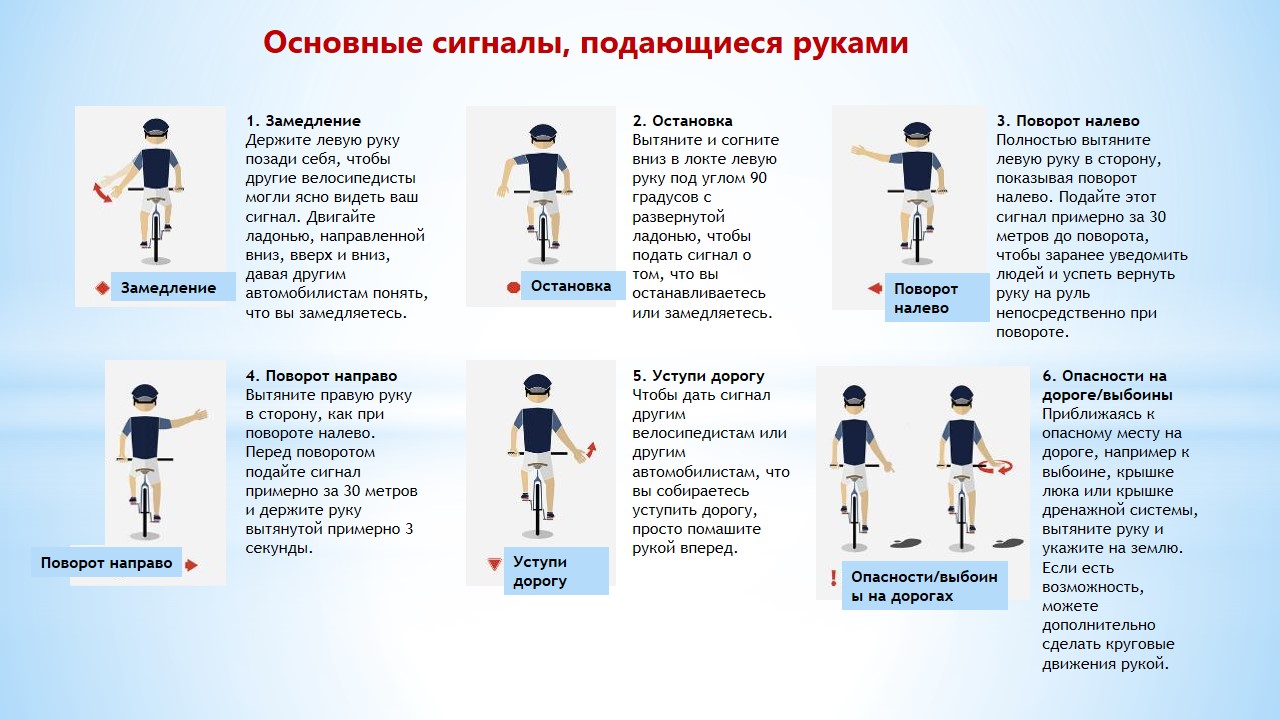 Основные сигналы, подающиеся руками
1. Замедление
Держите левую руку
позади себя, чтобы
другие велосипедисты
могли ясно видеть ваш
сигнал. Двигайте
ладонью, направленной
вниз, вверх и вниз,
давая другим
автомобилистам понять,
что вы замедляетесь.
Замедление
2. Остановка
Вытяните и согните
вниз в локте левую
руку под углом 90
градусов с
развернутой
ладонью, чтобы
подать сигнал о
том, что вы
останавливаетесь
или замедляетесь.
Остановка
3. Поворот налево
Полностью вытяните
левую руку в сторону,
показывая поворот
налево. Подайте этот
сигнал примерно за 30
метров до поворота,
чтобы заранее уведомить
людей и успеть вернуть
руку на руль
непосредственно при
повороте.
Поворот
налево
4. Поворот направо
Вытяните правую руку
в сторону, как при
повороте налево.
Перед поворотом
подайте сигнал
примерно за 30 метров
и держите руку
вытянутой примерно 3
секунды.
Поворот направо
5. Уступи дорогу
Чтобы дать сигнал
другим
велосипедистам или
другим
автомобилистам, что
вы собираетесь
уступить дорогу,
просто помашите
рукой вперед.
Уступи
дорогу
6. Опасности на
дороге/выбоины
Приближаясь к
опасному месту на
дороге, например к
выбоине, крышке
люка или крышке
дренажной системы,
вытяните руку и
укажите на землю.
Если есть
возможность,
можете
дополнительно
сделать круговые
движения рукой.
!
Опасности/выбоин
ы на дорогах